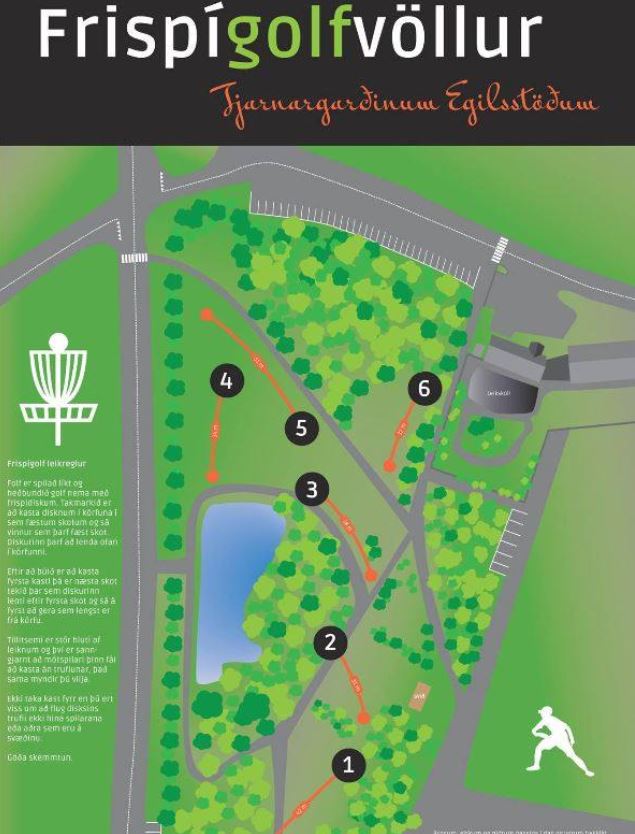 Frispígolfvöllur
Tjarnargarðinum Egilsstöðum
4
6
5
3
2
1
Leikskóli
Frispígolf leikreglur
Folf er spilað líkt og
heðbundið golf nema með
frispidiskum. Takmarkið er
að kasta disknum í körfuna í
sem fæstum skotum og sá
vinnur sem þarf fæst skot.
Diskurinn þarf að lenda ofan
í körfunni.
Eftir að búið er að kasta
fyrsta kasti þá er næsta skot
tekið þar sem diskurinn
lenti eftir fyrsta skot og sá á
fyrst að gera sem lengst er
frá körfu.
Tillitsemi er stór hluti af
leiknum og því er sann-
gjarnt að mótspilari þinn fái
að kasta án truflunar, það
sama myndir þú vilja.
Ekki taka kast fyrr en þú ert
viss um að flug disksins
trufli ekki hina spilarana
eða aðra sem eru á
svæðinu.
Góða skemmtun.